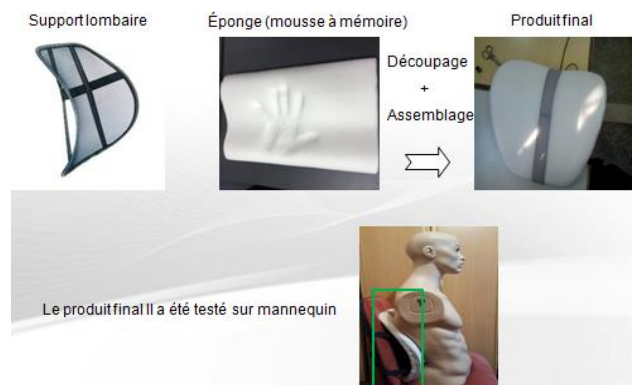 Support lombaire
Éponge (mousse à mémoire)
Produit final
Découpage
+
Assemblage
Le produit final II a été testé sur mannequin